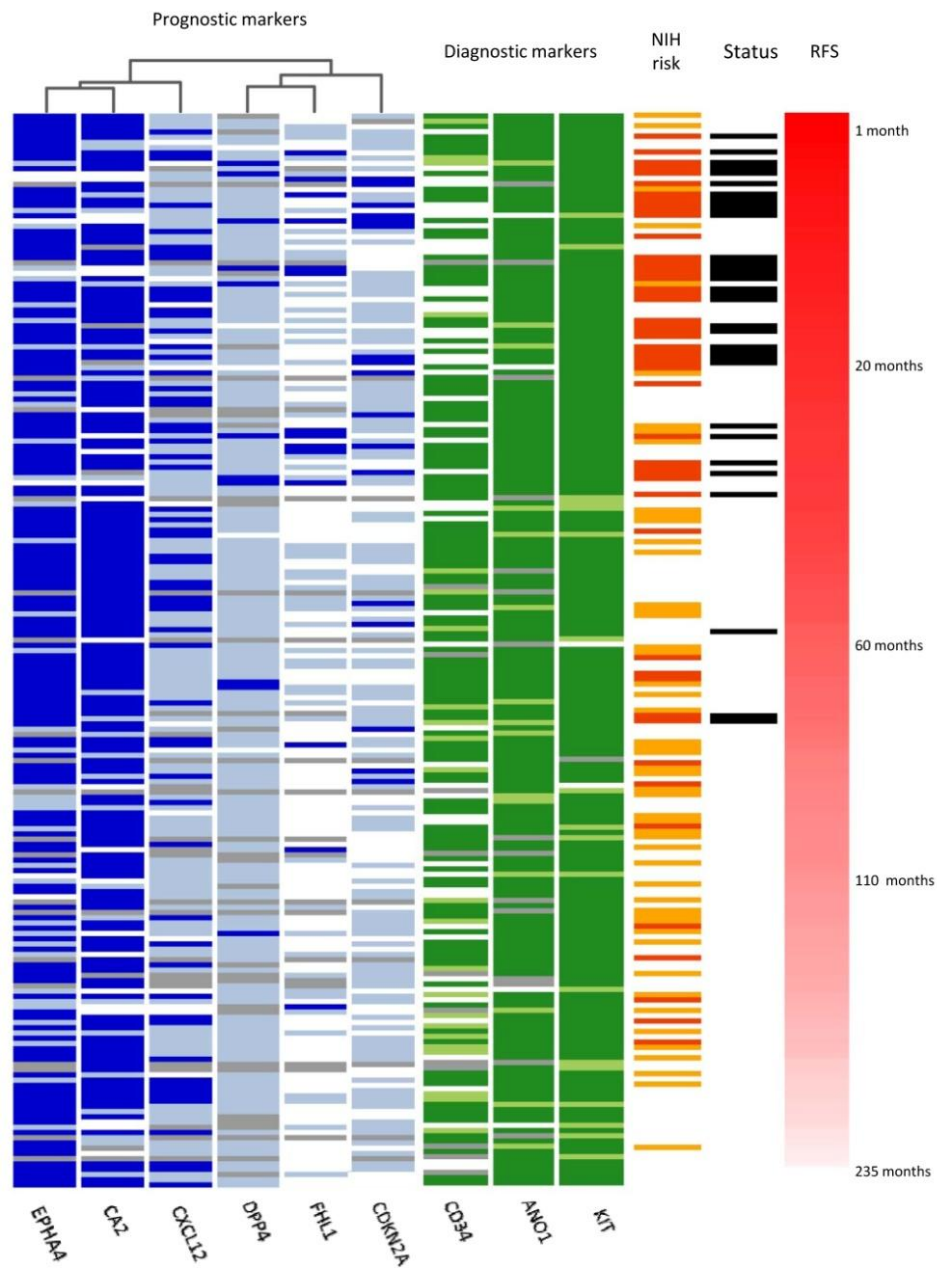 Prognostic markers
Diagnostic markers
NIH
risk
Status
RFS
1 month
20 months
60 months
110 months
235 months
EPHA4
CA2
CXCL12
DPP4
FHL1
CDKN2A
CD34
ANO1
KIT